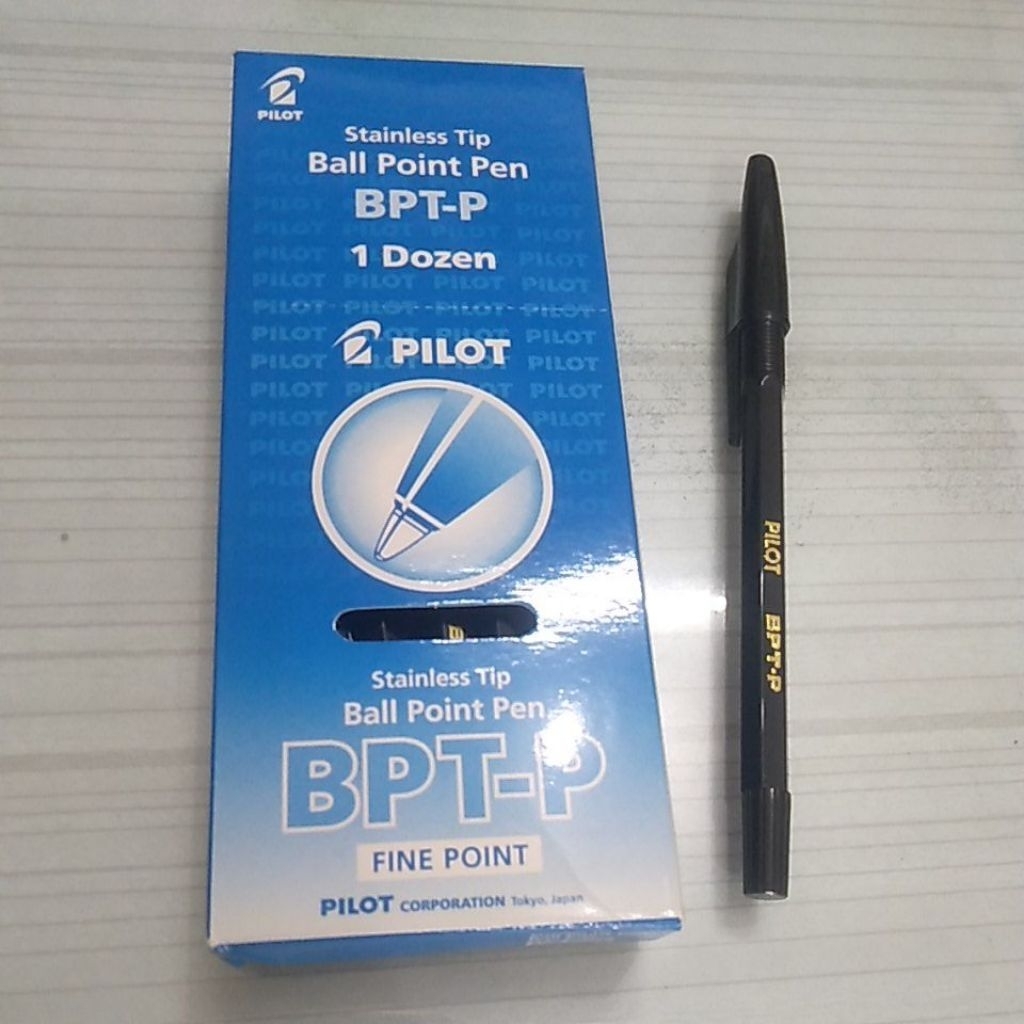 PILOT
Stainless Tip
Ball Point Pen
BPT-P
1 Dozen
PILOT
Stainless Tip
Ball Point Pen
BPT-P
FINE POINT
PILOT CORPORATION Tokyo, Japan
PILOT BPT-P